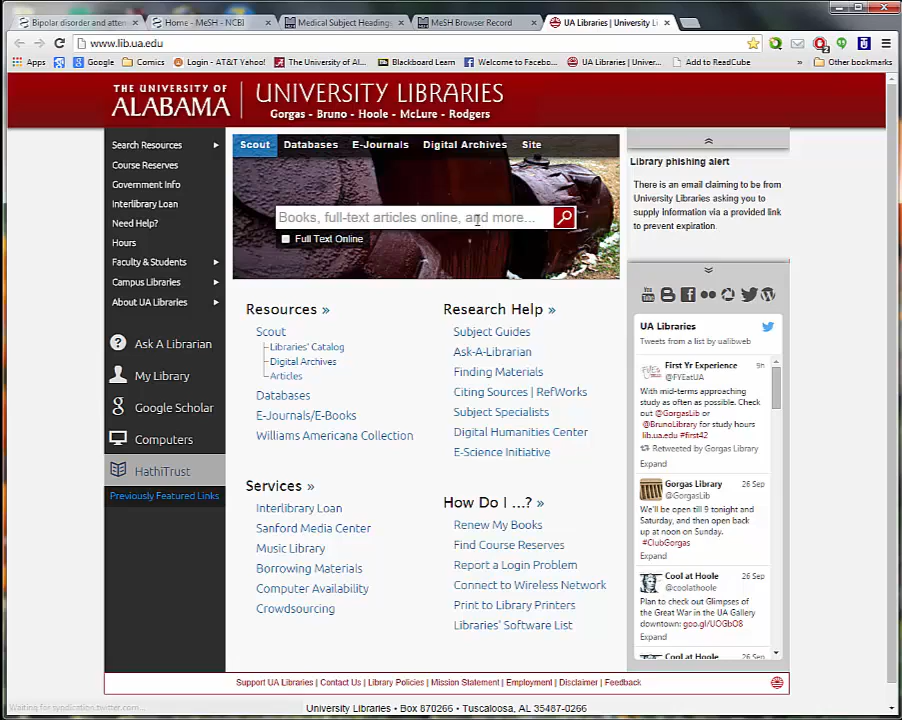 Bipolar disorder and atten
Home - MeSH - NCBI
Medical Subject Heading
MeSH Browser Record
UA Libraries | University Li
www.lib.ua.edu
Apps
Google
Comics
Login - AT&T Yahoo!
The University of Al...
Blackboard Learn
Welcome to Facebo...
UA Libraries | Univer...
Add to ReadCube
»
Other bookmarks
THE UNIVERSITY OF
ALABAMA
UNIVERSITY LIBRARIES
Gorgas - Bruno - Hoole - McLure - Rodgers
Search Resources
Course Reserves
Government Info
Interlibrary Loan
Need Help?
Hours
Faculty & Students
Campus Libraries
About UA Libraries
Ask A Librarian
My Library
Google Scholar
Computers
HathiTrust
Previously Featured Links
Scout
Databases
E-Journals
Digital Archives
Site
Books, full-text articles online, and more...
Full Text Online
Resources »
Scout
Libraries' Catalog
Digital Archives
Articles
Databases
E-Journals/E-Books
Williams Americana Collection
Services »
Interlibrary Loan
Sanford Media Center
Music Library
Borrowing Materials
Computer Availability
Crowdsourcing
Research Help »
Subject Guides
Ask-A-Librarian
Finding Materials
Citing Sources | RefWorks
Subject Specialists
Digital Humanities Center
E-Science Initiative
How Do I ...? »
Renew My Books
Find Course Reserves
Report a Login Problem
Connect to Wireless Network
Print to Library Printers
Libraries' Software List
Library phishing alert
There is an email claiming to be from
University Libraries asking you to
supply information via a provided link
to prevent expiration.
UA Libraries
Tweets from a list by ualibweb
First Yr Experience
9h
@FYEatUA
With mid-terms approaching
study as often as possible. Check
out @GorgasLib or
@BrunoLibrary for study hours
lib.ua.edu #first42
Retweeted by Gorgas Library
Expand
Gorgas Library
26 Sep
@GorgasLib
We'll be open till 9 tonight and
Saturday, and then open back
up at noon on Sunday.
#ClubGorgas
Expand
Cool at Hoole
26 Sep
@coolathoole
Plan to check out Glimpses of
the Great War in the UA Gallery
downtown: goo.gl/UOGbO8
Expand
Cool at Hoole
26 Sep
Support UA Libraries | Contact Us | Library Policies | Mission Statement | Employment | Disclaimer | Feedback
Waiting for syndication.twitter.com...
University Libraries • Box 870266 • Tuscaloosa, AL 35487-0266